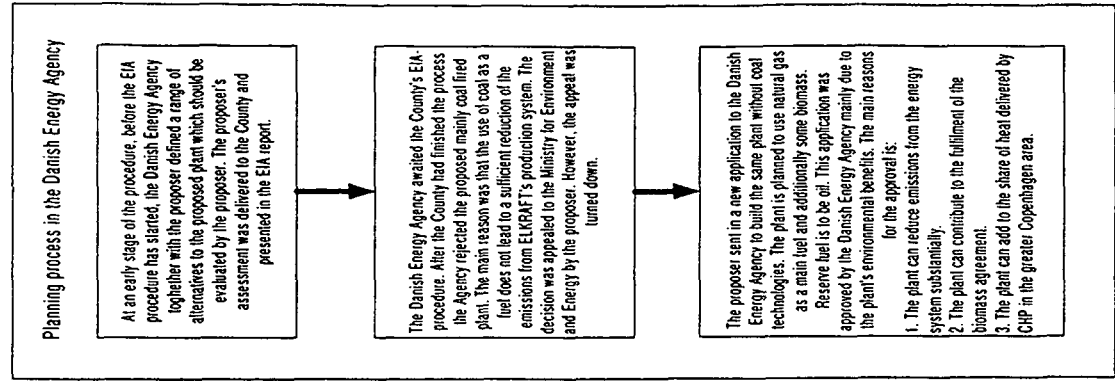 Planning process in the Danish Energy Agency
At an early stage of the procedure, before the EIA
procedure has started, the Danish Energy Agency
toghether with the proposer defined a range of
alternatives to the proposed plant which should be
evaluated by the proposer. The proposer's
assessment was delivered to the County and
presented in the EIA report.
The Danish Energy Agency awaited the County's EIA-
procedure. After the County had finished the process
the Agency rejected the proposed mainly coal fired
plant. The main reason was that the use of coal as a
fuel does not lead to a sufficient reduction of the
emissions from ELKRAFT's production system. The
decision was appealed to the Ministry for Environment
and Energy by the proposer. However, the appeal was
turned down.
The proposer sent in a new application to the Danish
Energy Agency to build the same plant without coal
technologies. The plant is planned to use natural gas
as a main fuel and additionally some biomass.
Reserve fuel is to be oil. This application was
approved by the Danish Energy Agency mainly due to
the plant's environmental benefits. The main reasons
for the approval is:
1. The plant can reduce emissions from the energy
system substantially.
2. The plant can contribute to the fulfillment of the
biomass agreement.
3. The plant can add to the share of heal delivered by
CHP in the greater Copenhagen area.